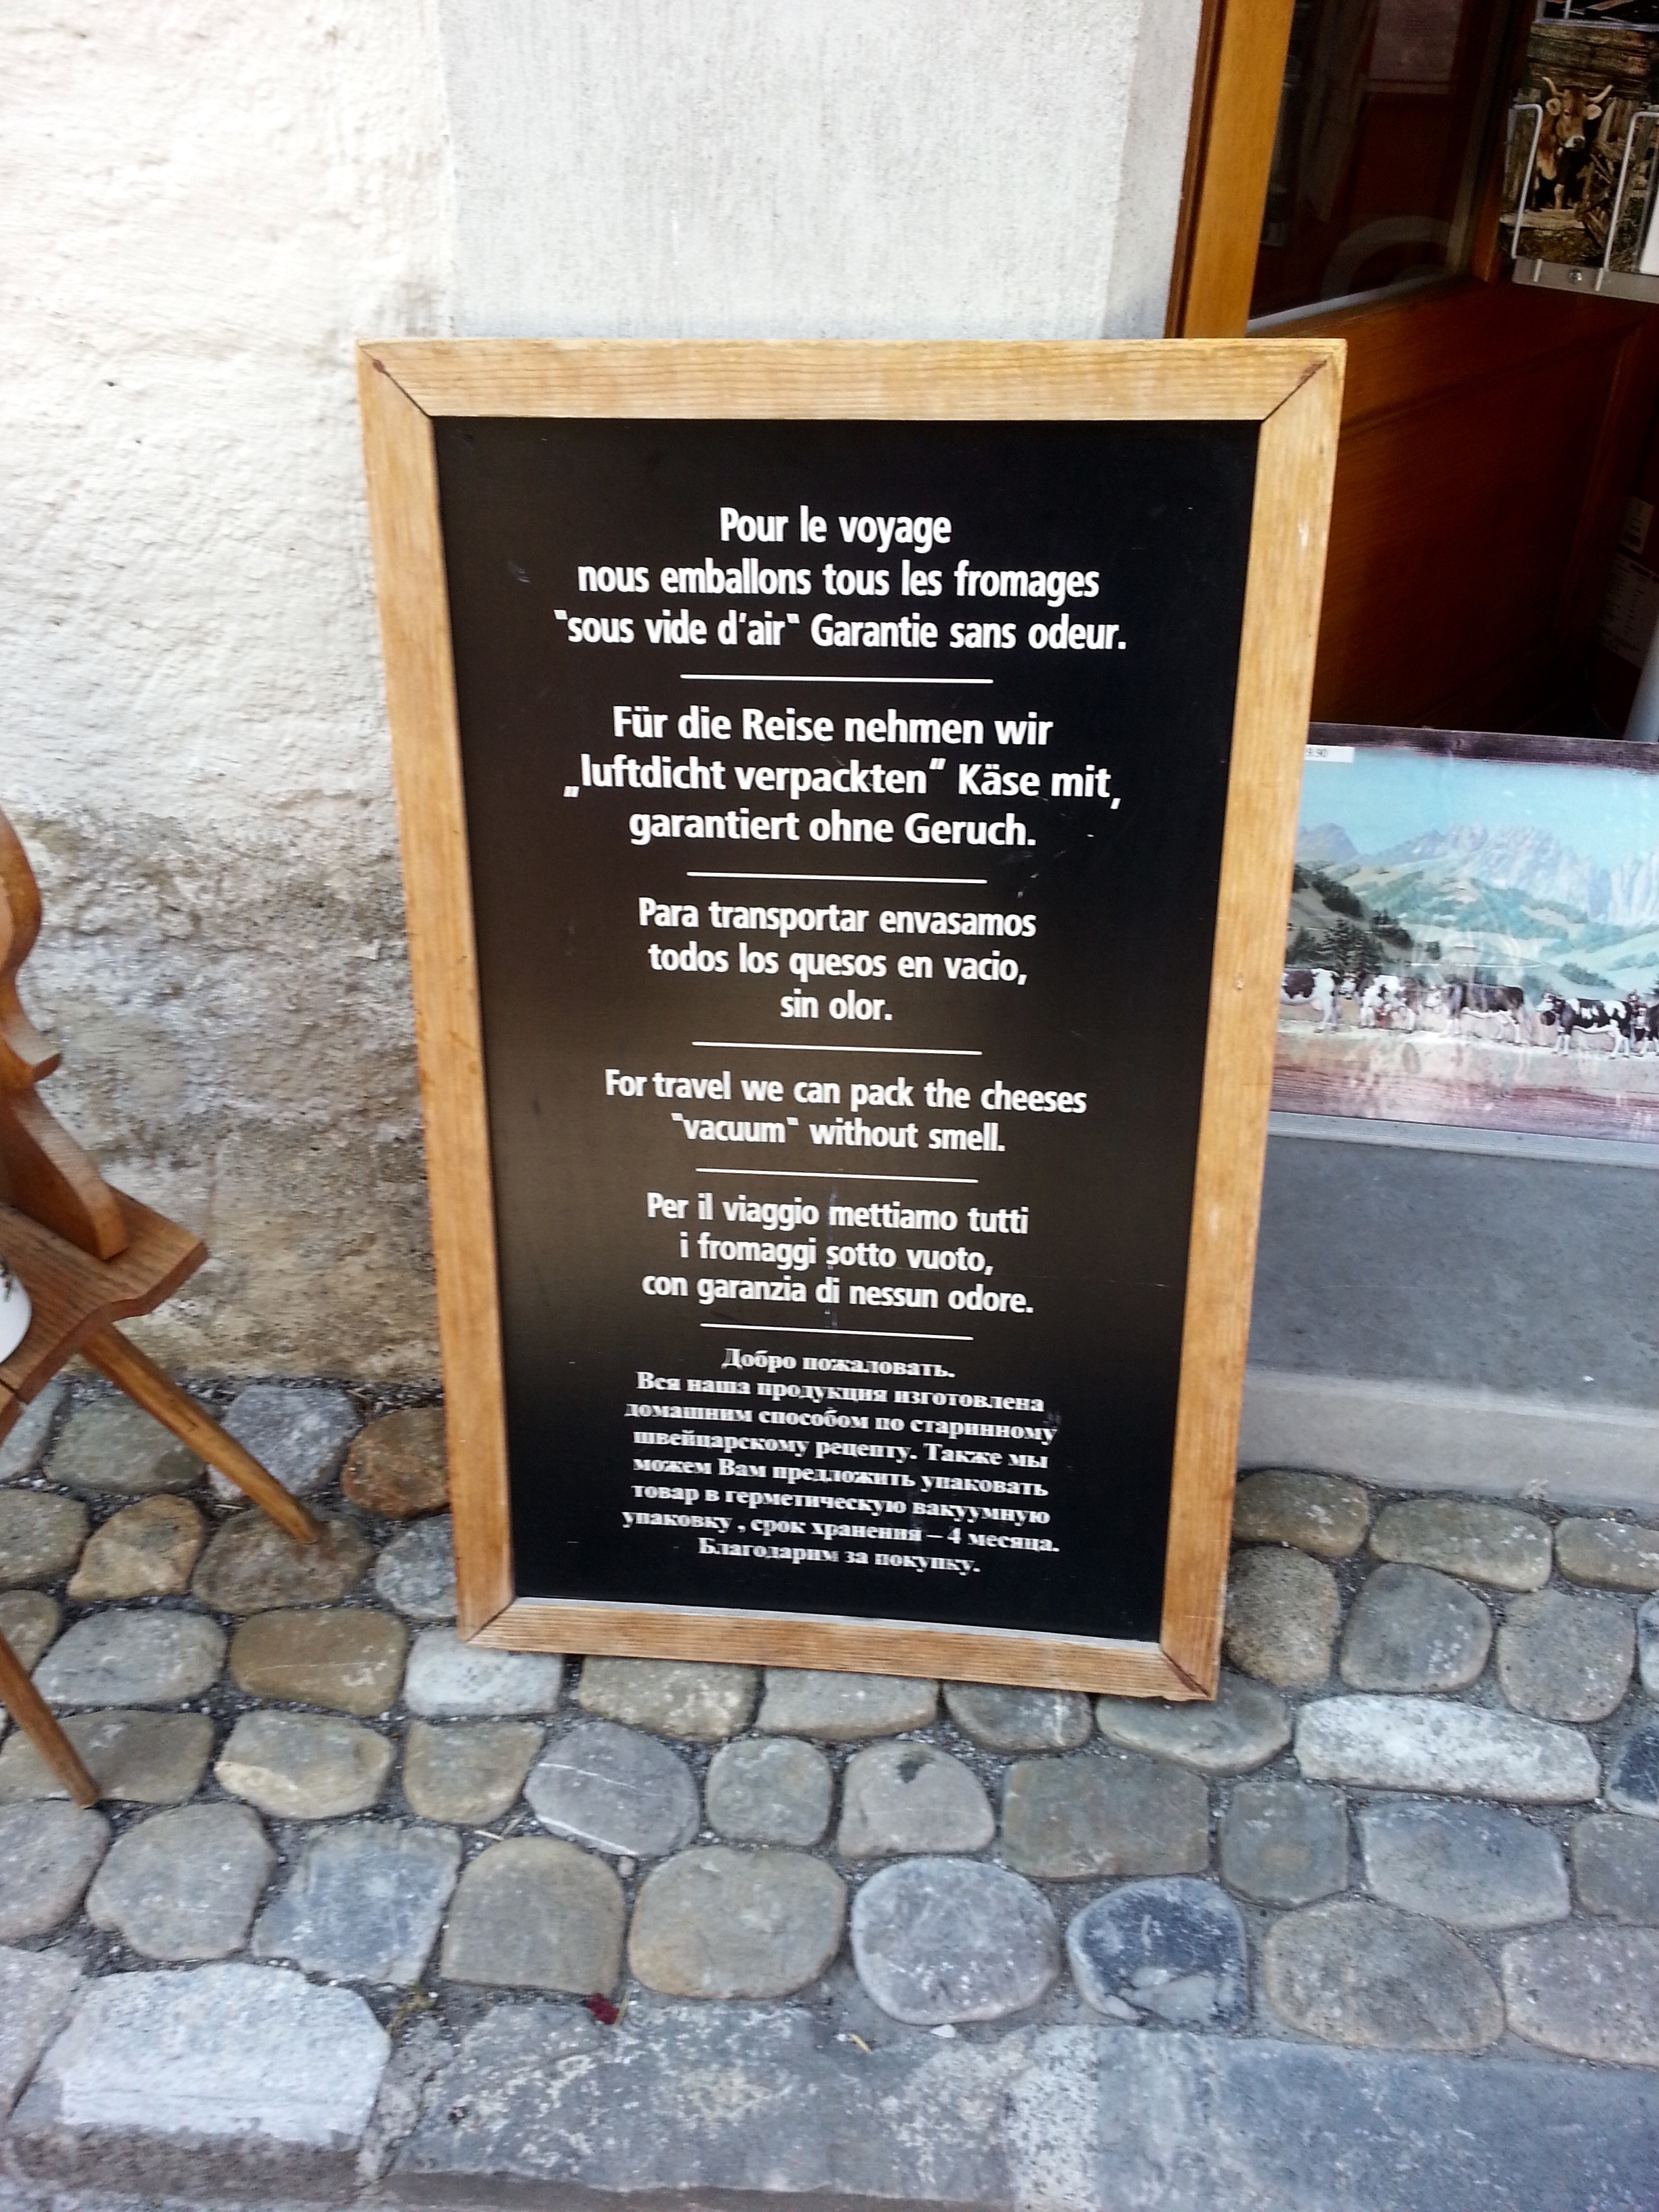 Pour le voyage
nous emballons tous les fromages
"sous vide d'air" Garantie sans odeur.
Für die Reise nehmen wir
„luftdicht verpackten" Käse mit,
garantiert ohne Geruch.
Para transportar envasamos
todos los quesos en vacio,
sin olor.
For travel we can pack the cheeses
"vacuum" without smell.
Per il viaggio mettiamo tutti
i fromaggi sotto vuoto,
con garanzia di nessun odore.
Добро пожаловать.
Вся наша продукция изготовлена
домашним способом по старинному
швейцарскому рецепту. Также мы
можем Вам предложить упаковать
товар в герметическую вакуумную
упаковку , срок хранения – 4 месяца.
Благодарим за покупку.